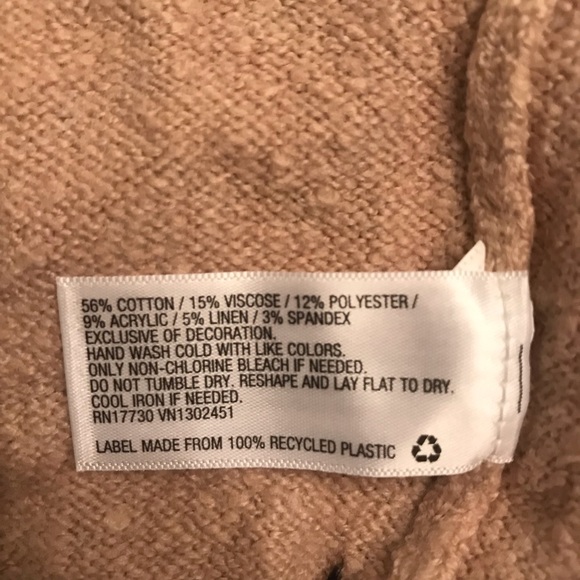 56% COTTON / 15% VISCOSE / 12% POLYESTER /
9% ACRYLIC / 5% LINEN / 3% SPANDEX
EXCLUSIVE OF DECORATION.
HAND WASH COLD WITH LIKE COLORS.
ONLY NON-CHLORINE BLEACH IF NEEDED.
DO NOT TUMBLE DRY. RESHAPE AND LAY FLAT TO DRY.
COOL IRON IF NEEDED.
RN17730 VN1302451
LABEL MADE FROM 100% RECYCLED PLASTIC